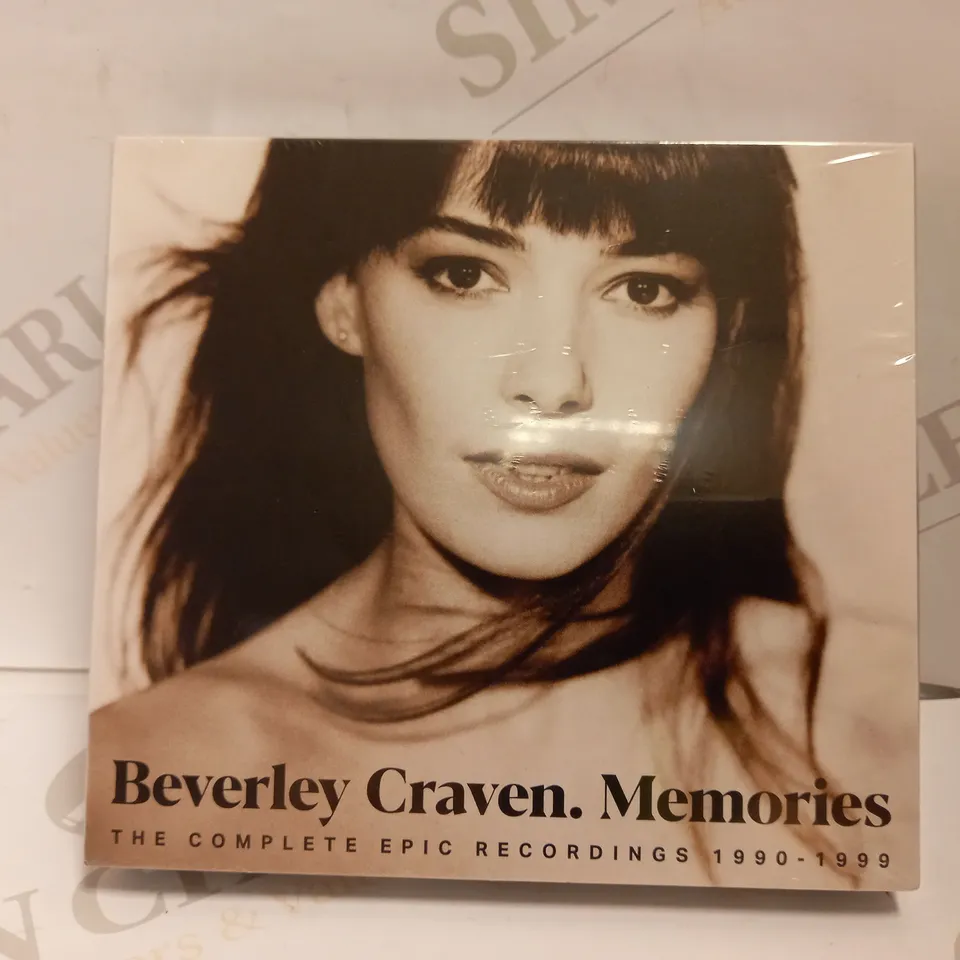 Beverley Craven. Memories
THE COMPLETE EPIC RECORDINGS 1990-1999